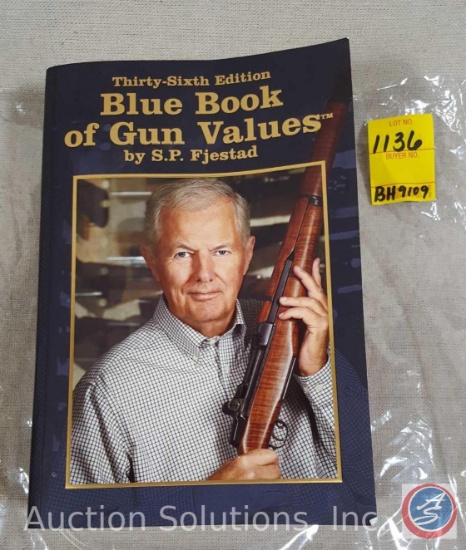 Thirty-Sixth Edition
Blue Book
of Gun Values™
by S.P. Fjestad
LOT NO.
1136
BUYER NO.
BH9109
Auction Solutions, Inc.
AS